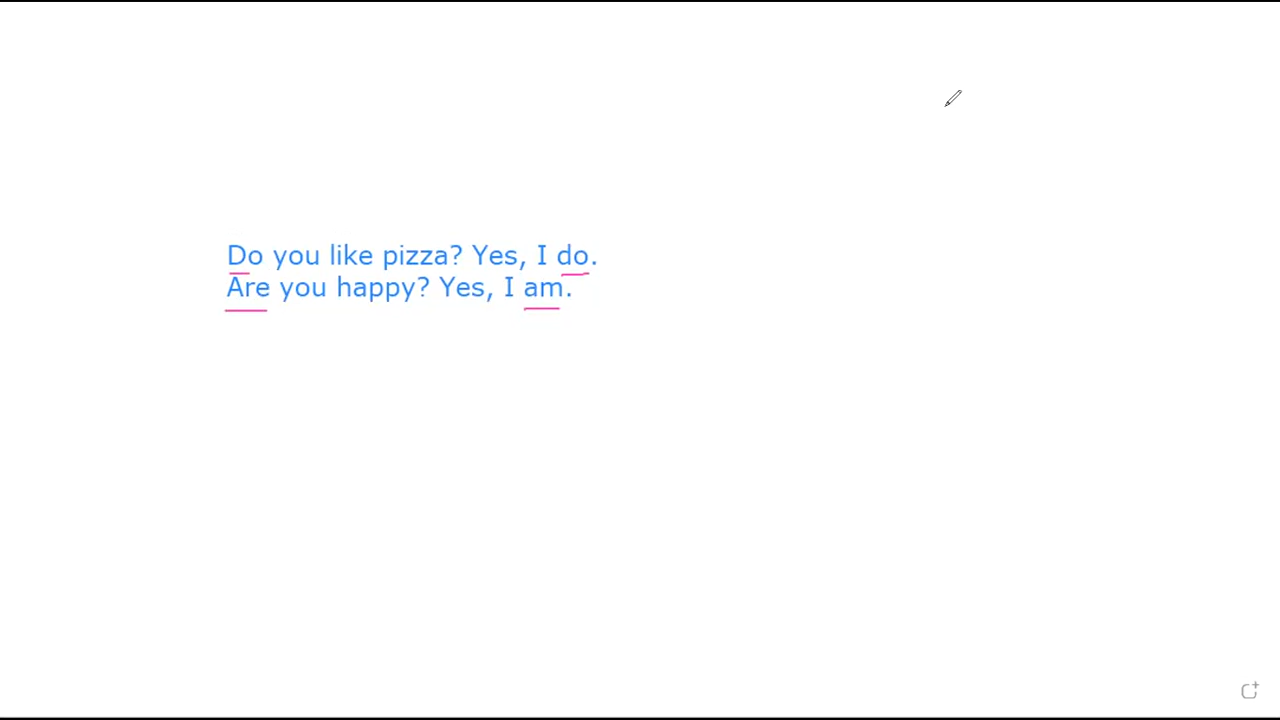 Do you like pizza? Yes, I do.
Are you happy? Yes, I am.